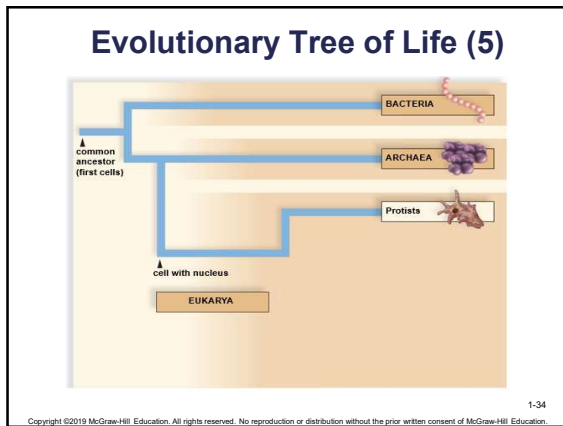 Evolutionary Tree of Life (5)
BACTERIA
common
ancestor
(first cells)
ARCHAEA
Protists
cell with nucleus
EUKARYA
1-34
Copyright ©2019 McGraw-Hill Education. All rights reserved. No reproduction or distribution without the prior written consent of McGraw-Hill Education.